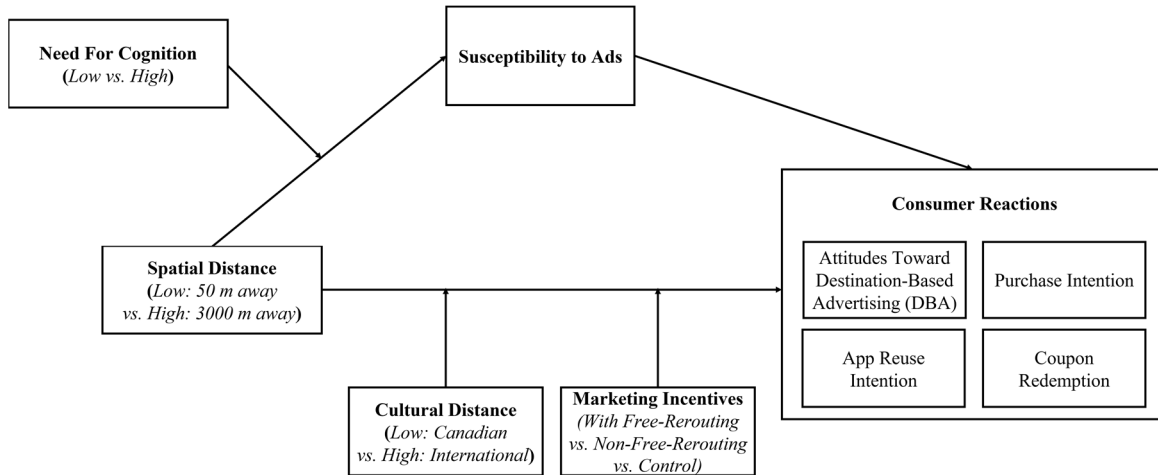 Need For Cognition
(Low vs. High)
Susceptibility to Ads
Spatial Distance
(Low: 50 m away
vs. High: 3000 m away)
Cultural Distance
(Low: Canadian
vs. High: International)
Marketing Incentives
(With Free-Rerouting
vs. Non-Free-Rerouting
vs. Control)
Consumer Reactions
Attitudes Toward
Destination-Based
Advertising (DBA)
Purchase Intention
App Reuse
Intention
Coupon
Redemption